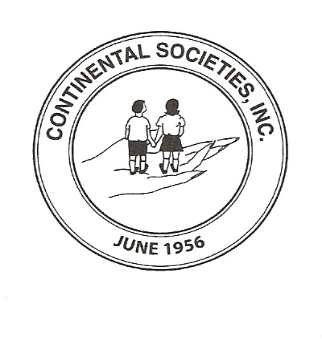 CONTINENTAL SOCIETIES, INC.
JUNE 1956